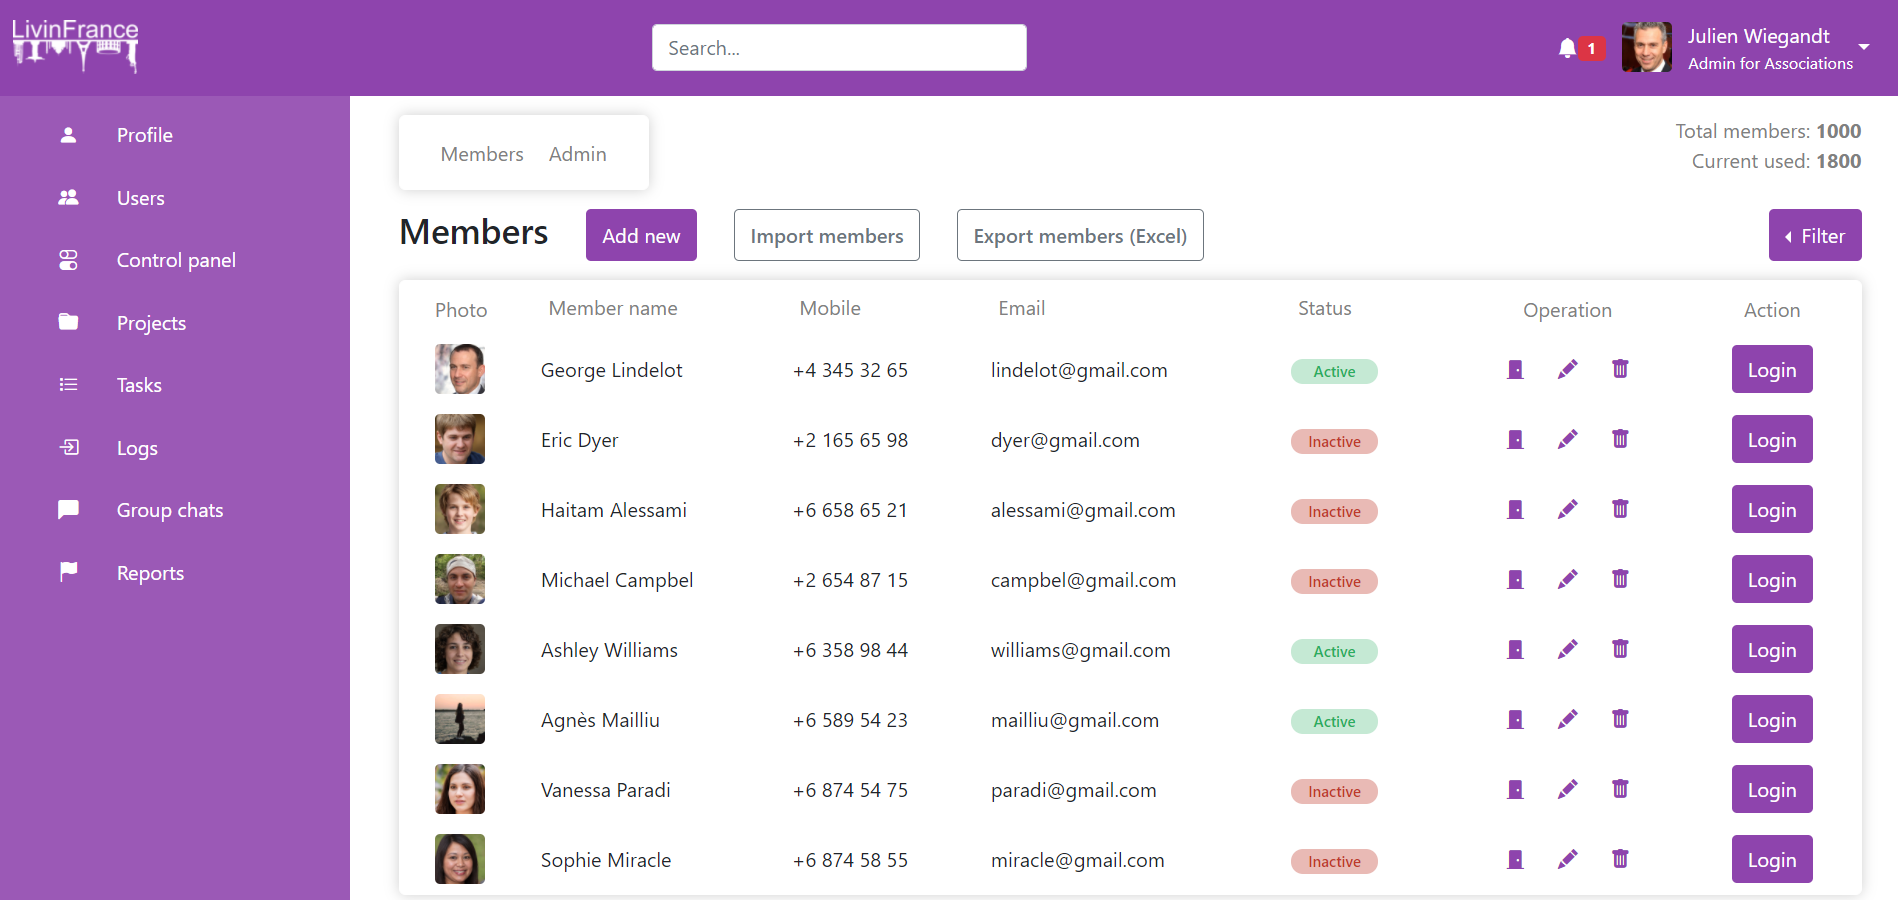 LivinFrance
Search...
1
Julien Wiegandt
Admin for Associations
Profile
Users
Control panel
Projects
Tasks
Logs
Group chats
Reports
Members Admin
Total members: 1000
Current used: 1800
Members Add new Import members Export members (Excel) Filter
Photo Member name Mobile Email Status Operation Action
George Lindelot +4 345 32 65 lindelot@gmail.com Active Login
Eric Dyer +2 165 65 98 dyer@gmail.com Inactive Login
Haitam Alessami +6 658 65 21 alessami@gmail.com Inactive Login
Michael Campbel +2 654 87 15 campbel@gmail.com Inactive Login
Ashley Williams +6 358 98 44 williams@gmail.com Active Login
Agnès Mailliu +6 589 54 23 mailliu@gmail.com Active Login
Vanessa Paradi +6 874 54 75 paradi@gmail.com Inactive Login
Sophie Miracle +6 874 58 55 miracle@gmail.com Inactive Login